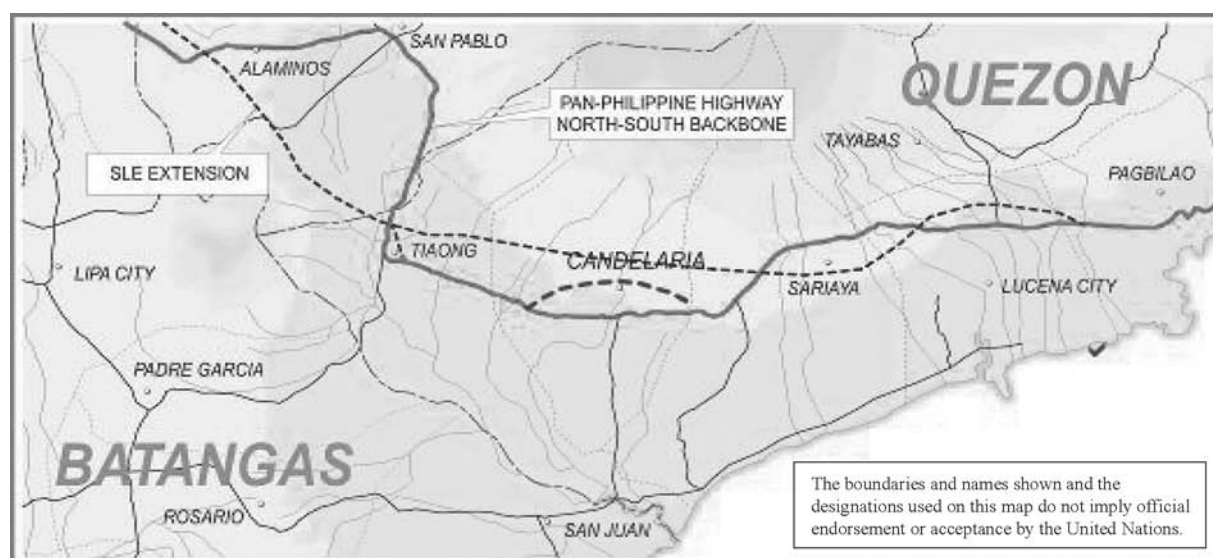 SAN PABLO
ALAMINOS
QUEZON
PAN-PHILIPPINE HIGHWAY
NORTH-SOUTH BACKBONE
TAYABAS
SLE EXTENSION
PAGBILAO
TIAONG
CANDELARIA
LIPA CITY
SARIAYA
LUCENA CITY
PADRE GARCIA
BATANGAS
ROSARIO
SAN JUAN
The boundaries and names shown and the
designations used on this map do not imply official
endorsement or acceptance by the United Nations.